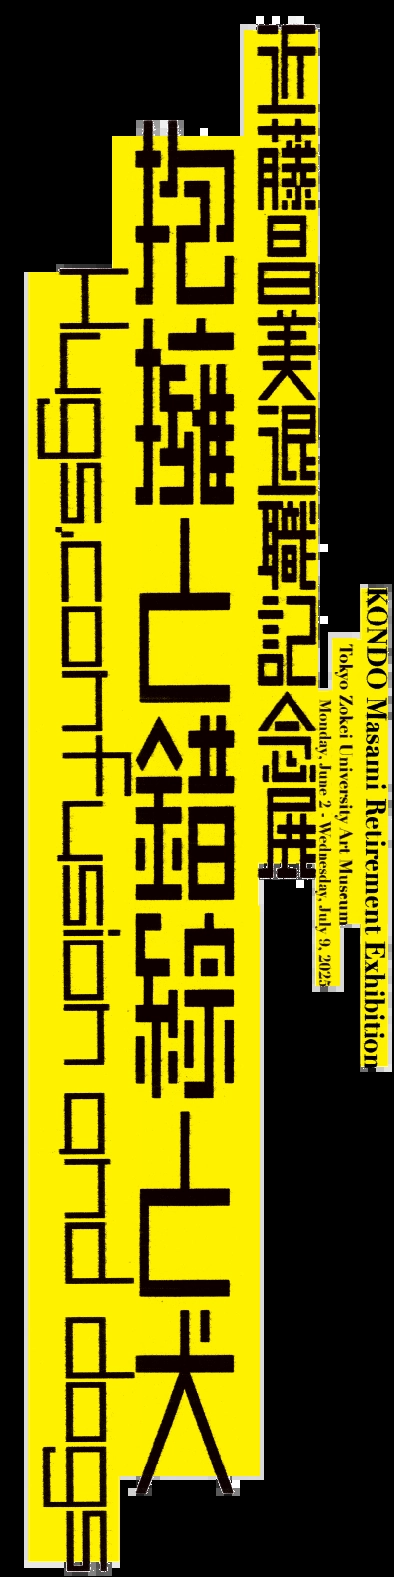 近藤昌美退職記念展
抱擁と錯綜と犬
Hugs,confusion and dogs
KONDO Masami Retirement Exhibition
Tokyo Zokei University Art Museum
Monday, June 2 - Wednesday, July 9, 2025